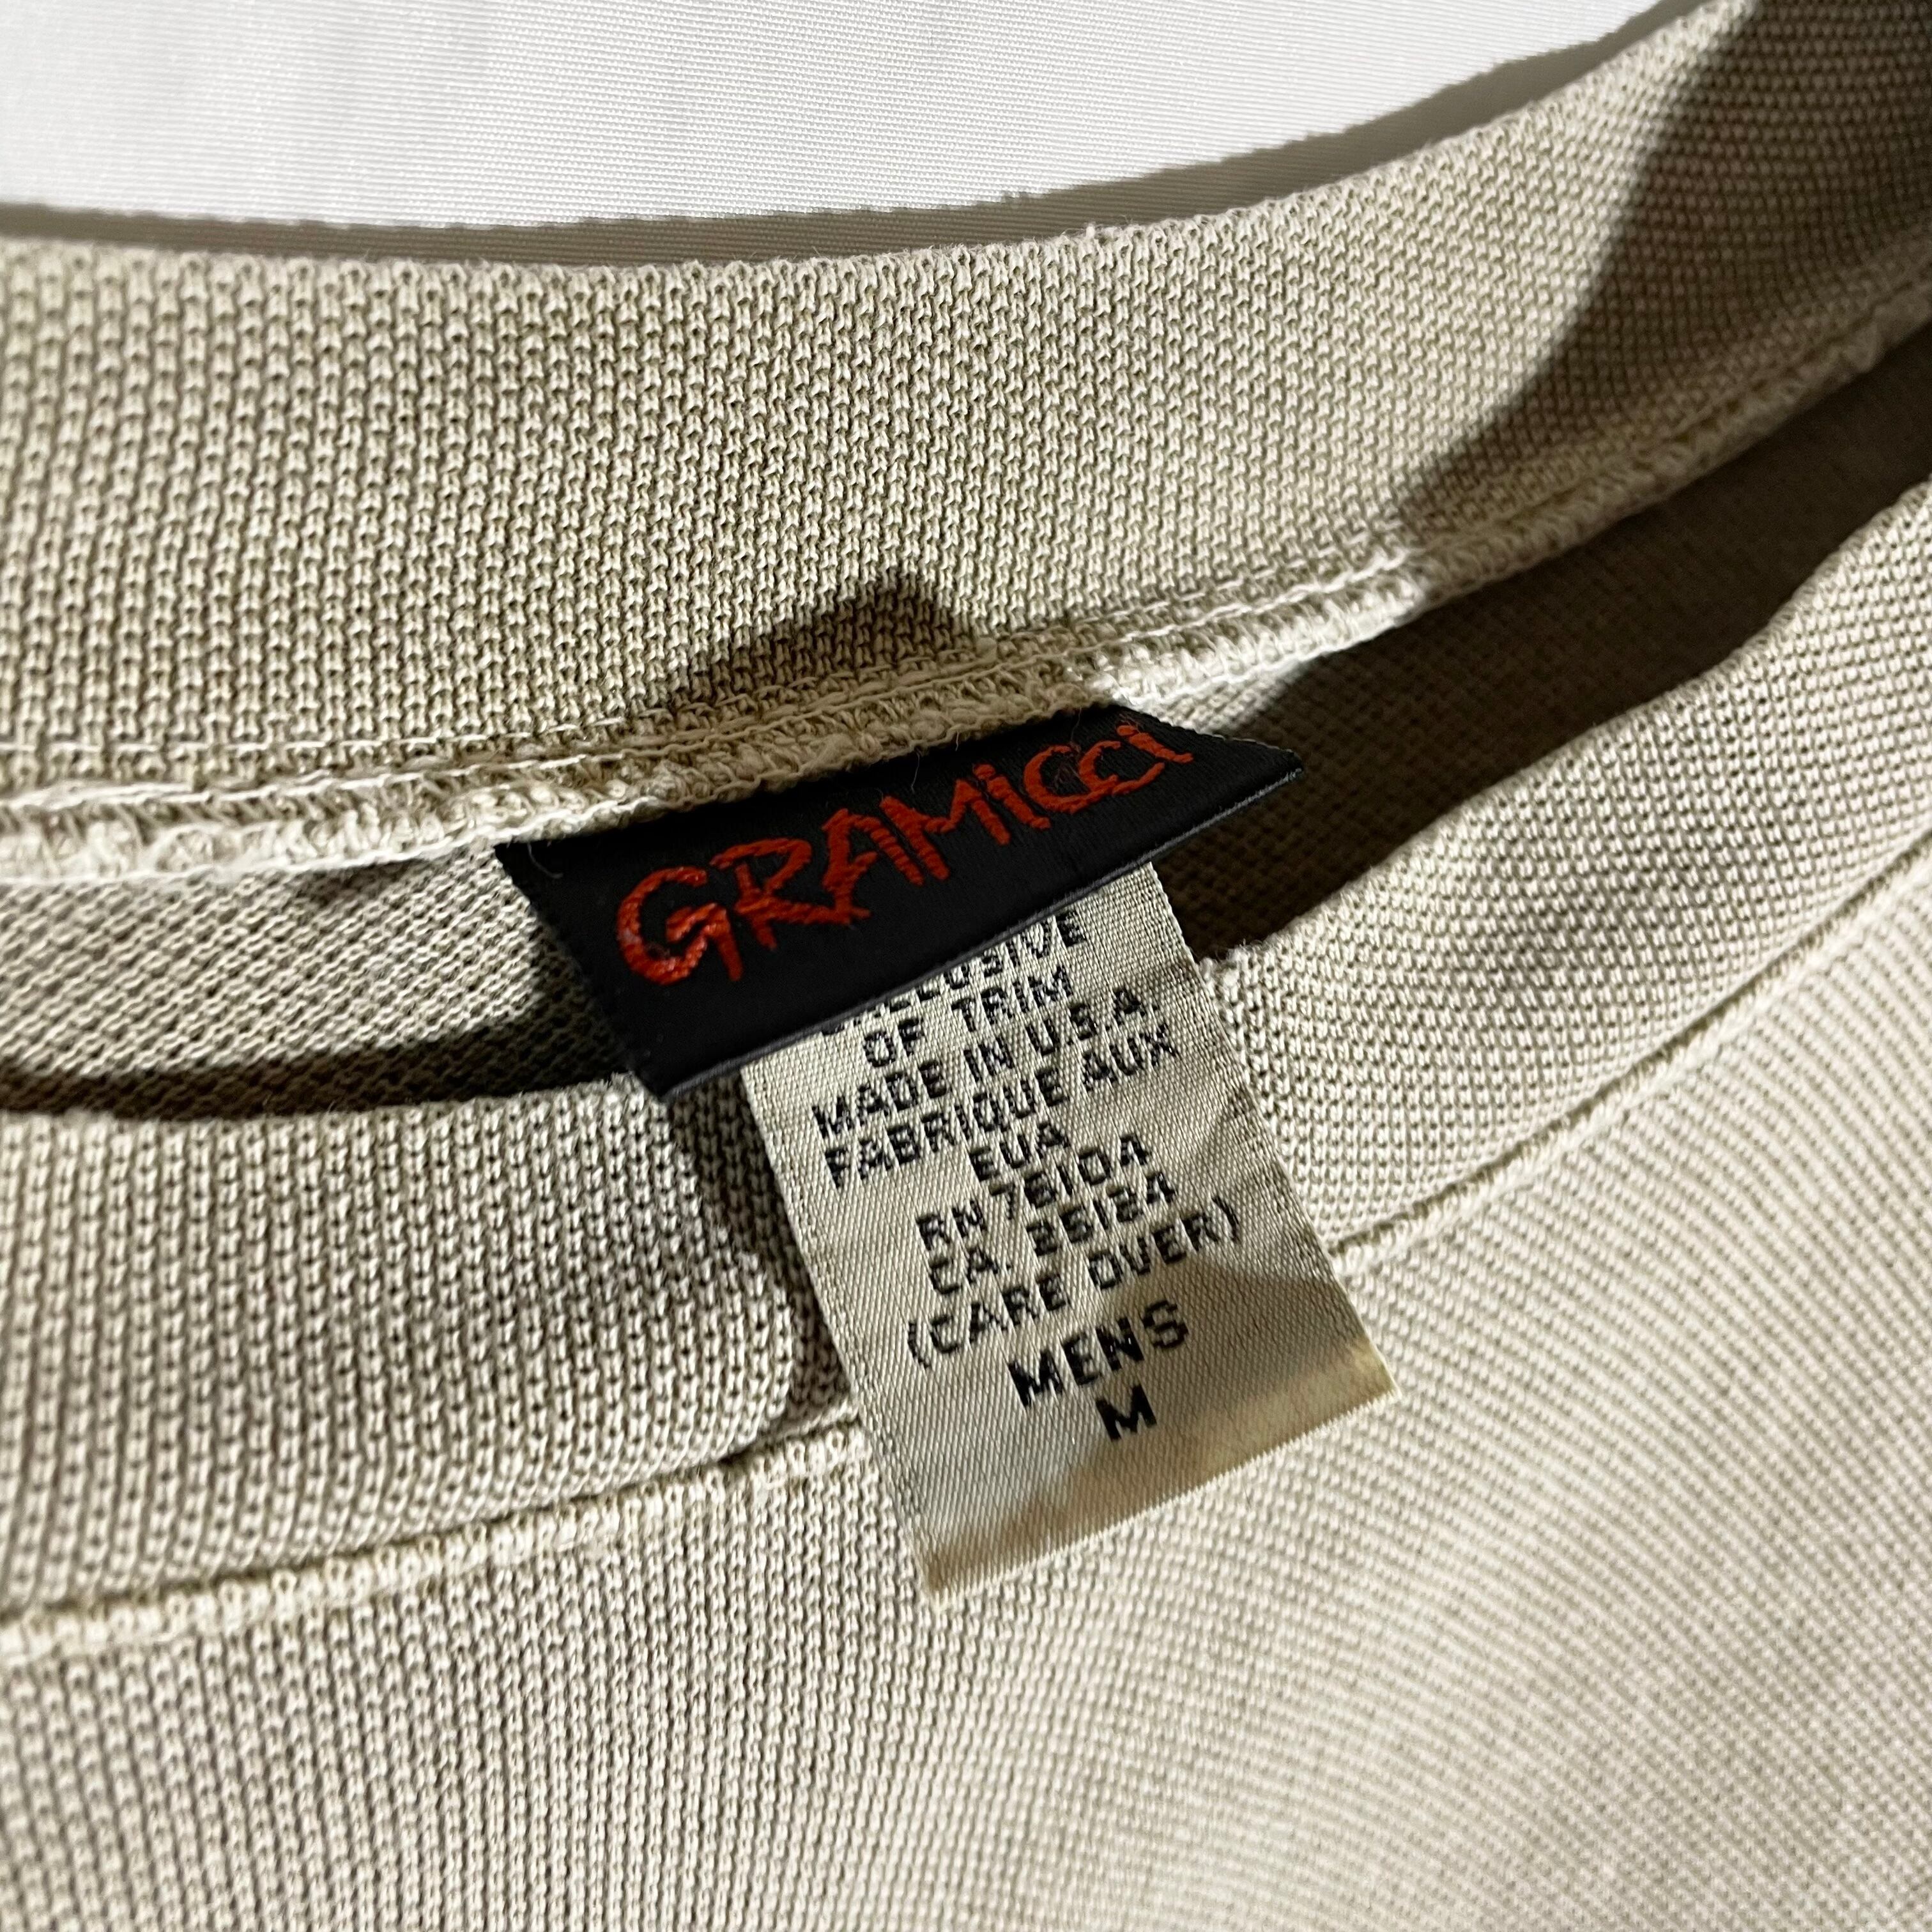 GRAMiCCi
EXCLUSIVE
OF TRIM
MADE IN U.S.A.
FABRIQUE AUX
EUA
RN 76104
CA 25124
(CARE OVER)
MENS
M